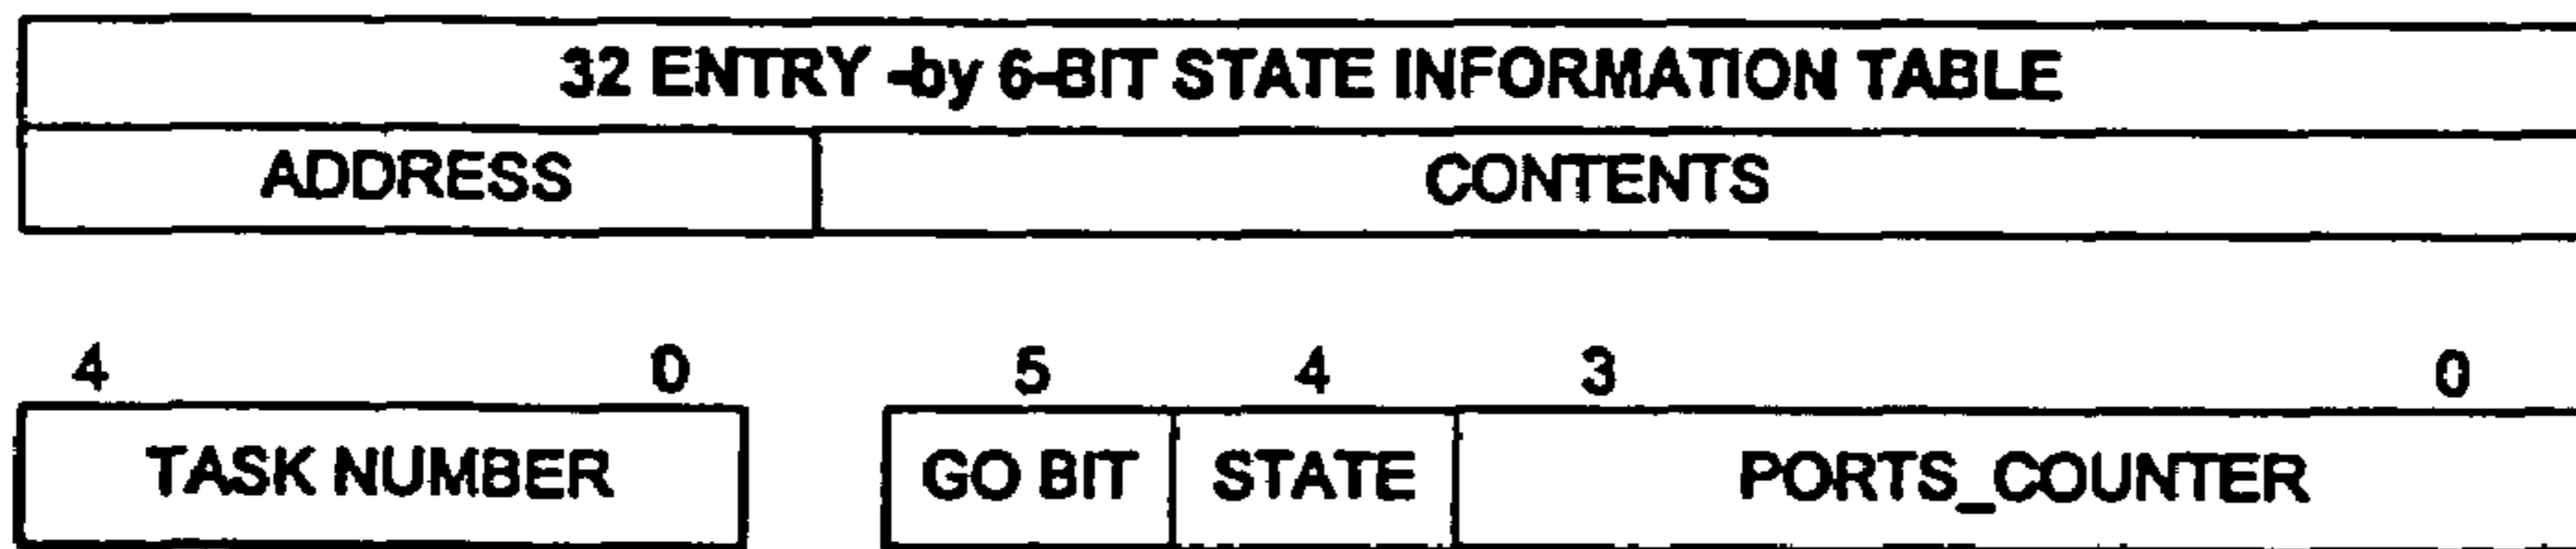 32 ENTRY -by 6-BIT STATE INFORMATION TABLE
ADDRESS CONTENTS
4 0 5 4 3 0
TASK NUMBER GO BIT STATE PORTS_COUNTER